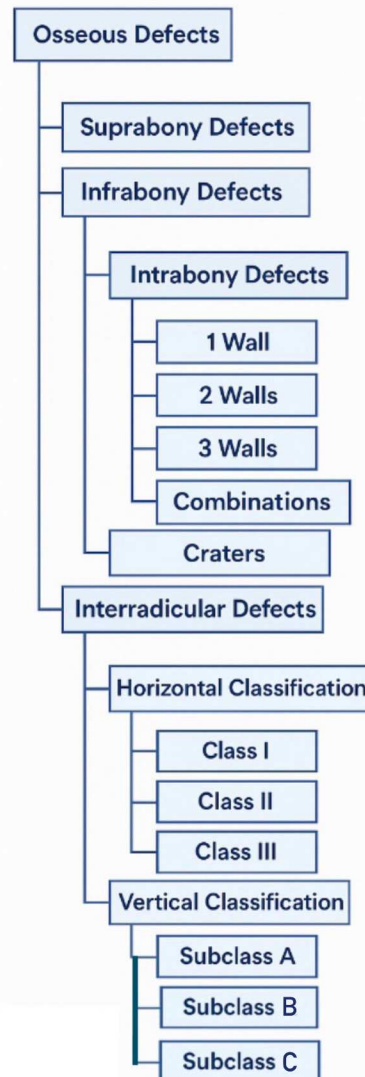 Osseous Defects
Suprabony Defects
Infrabony Defects
Intrabony Defects
1 Wall
2 Walls
3 Walls
Combinations
Craters
Interradicular Defects
Horizontal Classification
Class I
Class II
Class III
Vertical Classification
Subclass A
Subclass B
Subclass C